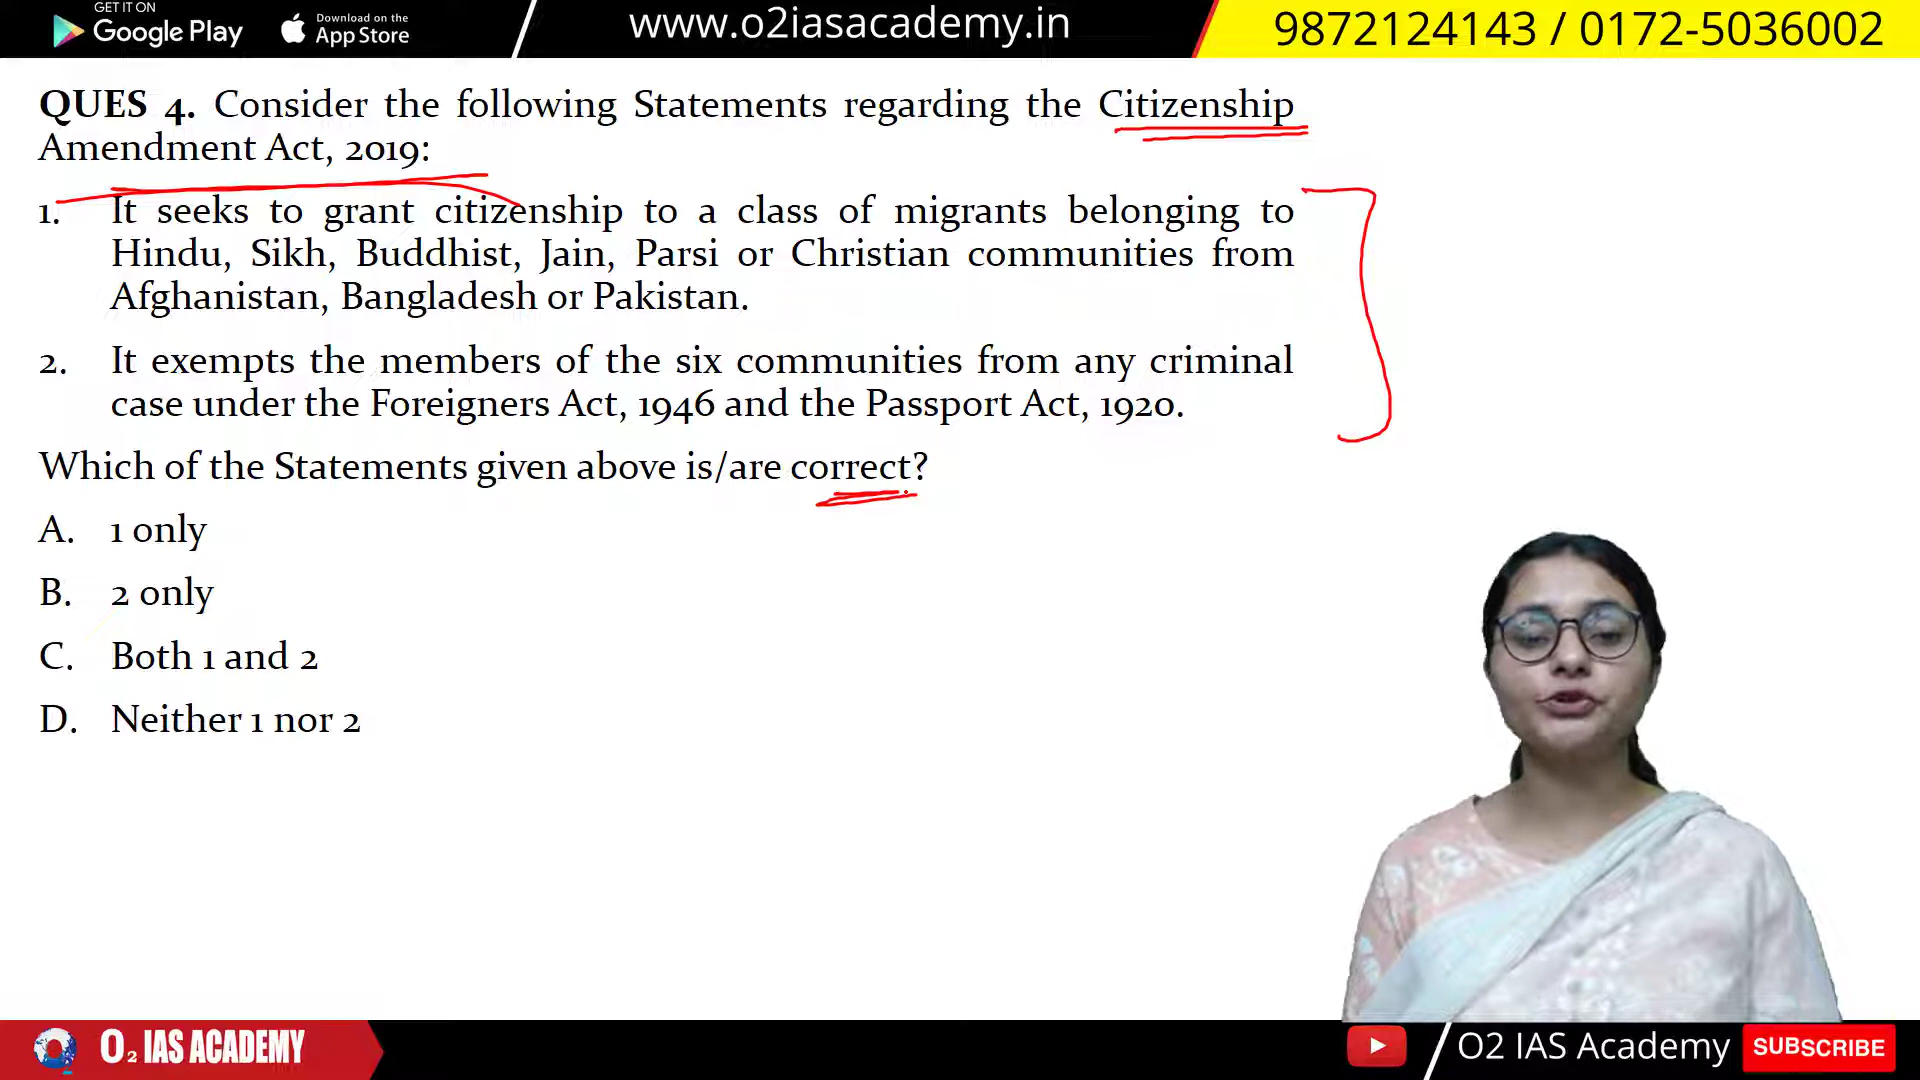 GET IT ON
Google Play
Download on the
App Store
www.o2iasacademy.in
9872124143 / 0172-5036002
QUES 4. Consider the following Statements regarding the Citizenship
Amendment Act, 2019:
1. It seeks to grant citizenship to a class of migrants belonging to
Hindu, Sikh, Buddhist, Jain, Parsi or Christian communities from
Afghanistan, Bangladesh or Pakistan.
2. It exempts the members of the six communities from any criminal
case under the Foreigners Act, 1946 and the Passport Act, 1920.
Which of the Statements given above is/are correct?
A. 1 only
B. 2 only
C. Both 1 and 2
D. Neither 1 nor 2
O2 IAS ACADEMY
O2 IAS Academy
SUBSCRIBE